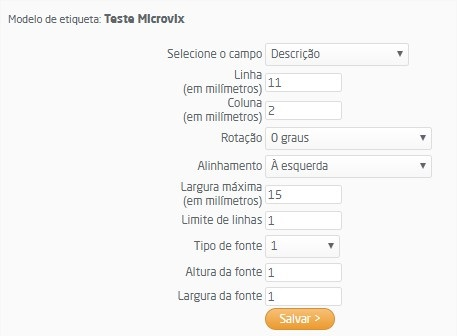 Modelo de etiqueta: Teste Microvix
Selecione o campo Descrição
Linha
(em milímetros) 11
Coluna
(em milímetros) 2
Rotação 0 graus
Alinhamento À esquerda
Largura máxima
(em milímetros) 15
Limite de linhas 1
Tipo de fonte 1
Altura da fonte 1
Largura da fonte 1
Salvar >